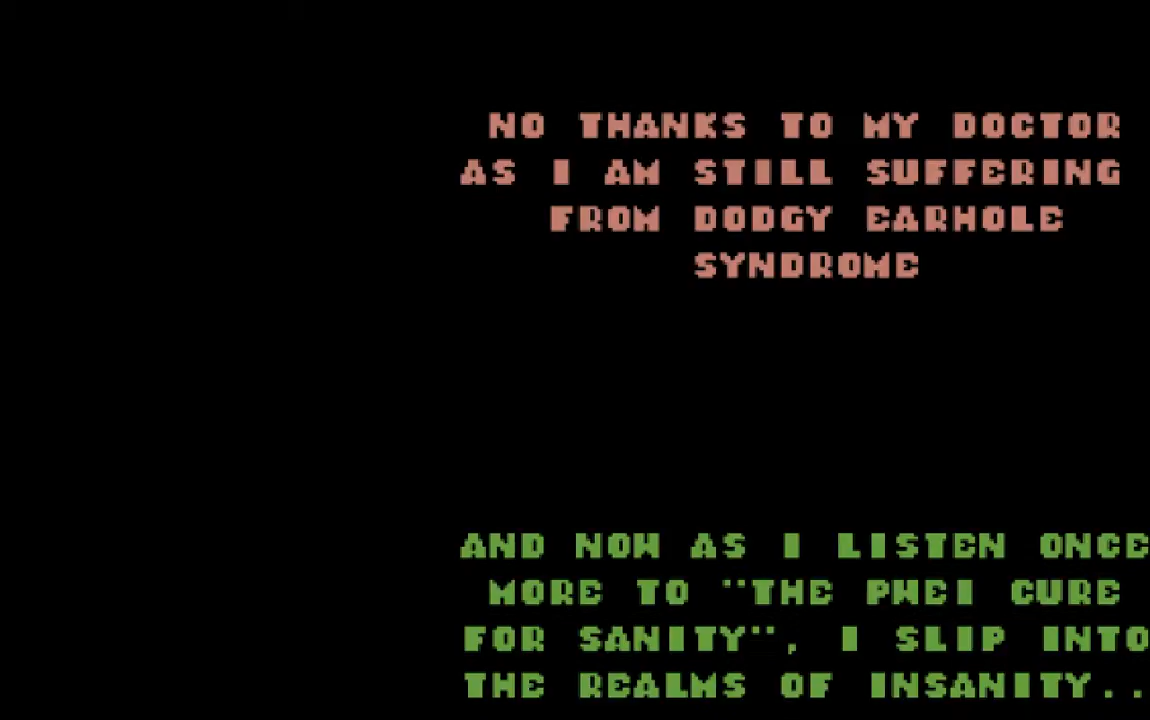 NO THANKS TO MY DOCTOR
AS I AM STILL SUFFERING
FROM DODGY EARHOLE
SYNDROME
AND NOW AS I LISTEN ONCE
MORE TO "THE PWEI CURE
FOR SANITY", I SLIP INTO
THE REALMS OF INSANITY..